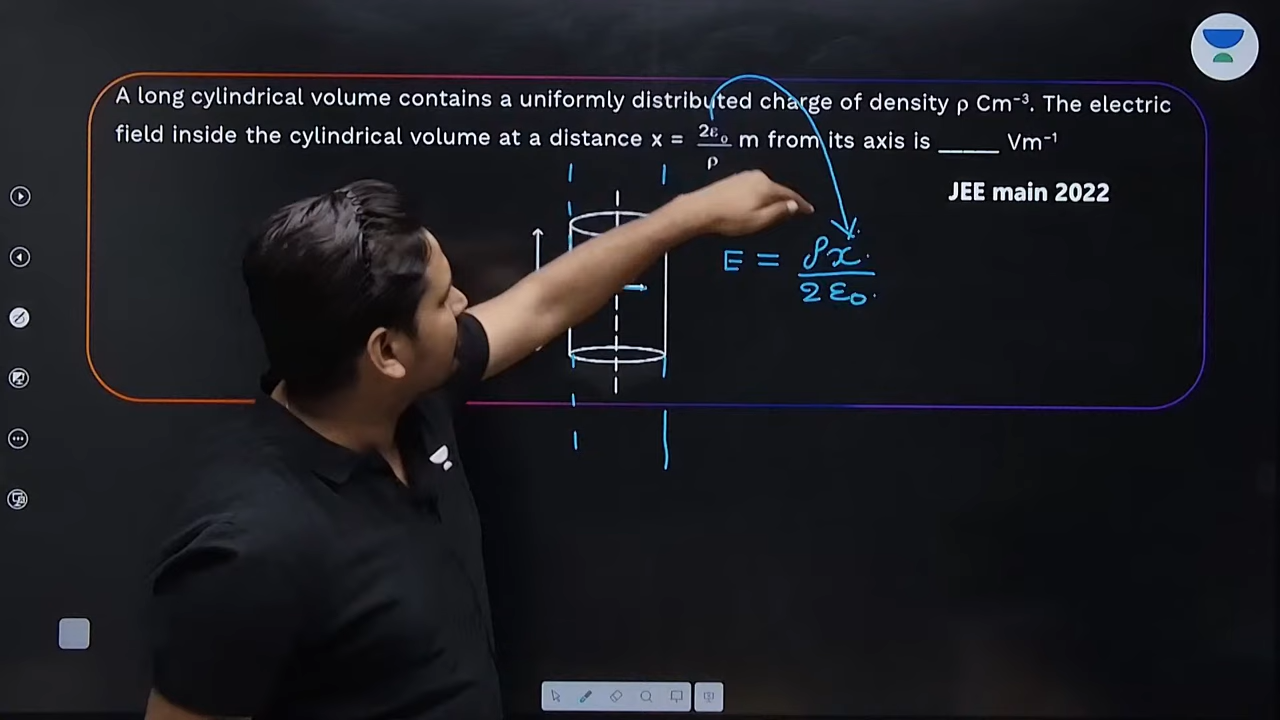 A long cylindrical volume contains a uniformly distributed charge of density ρ Cm⁻³. The electric
field inside the cylindrical volume at a distance x = 2ε₀/ρ m from its axis is _____ Vm⁻¹
JEE main 2022
E = ρx/2ε₀